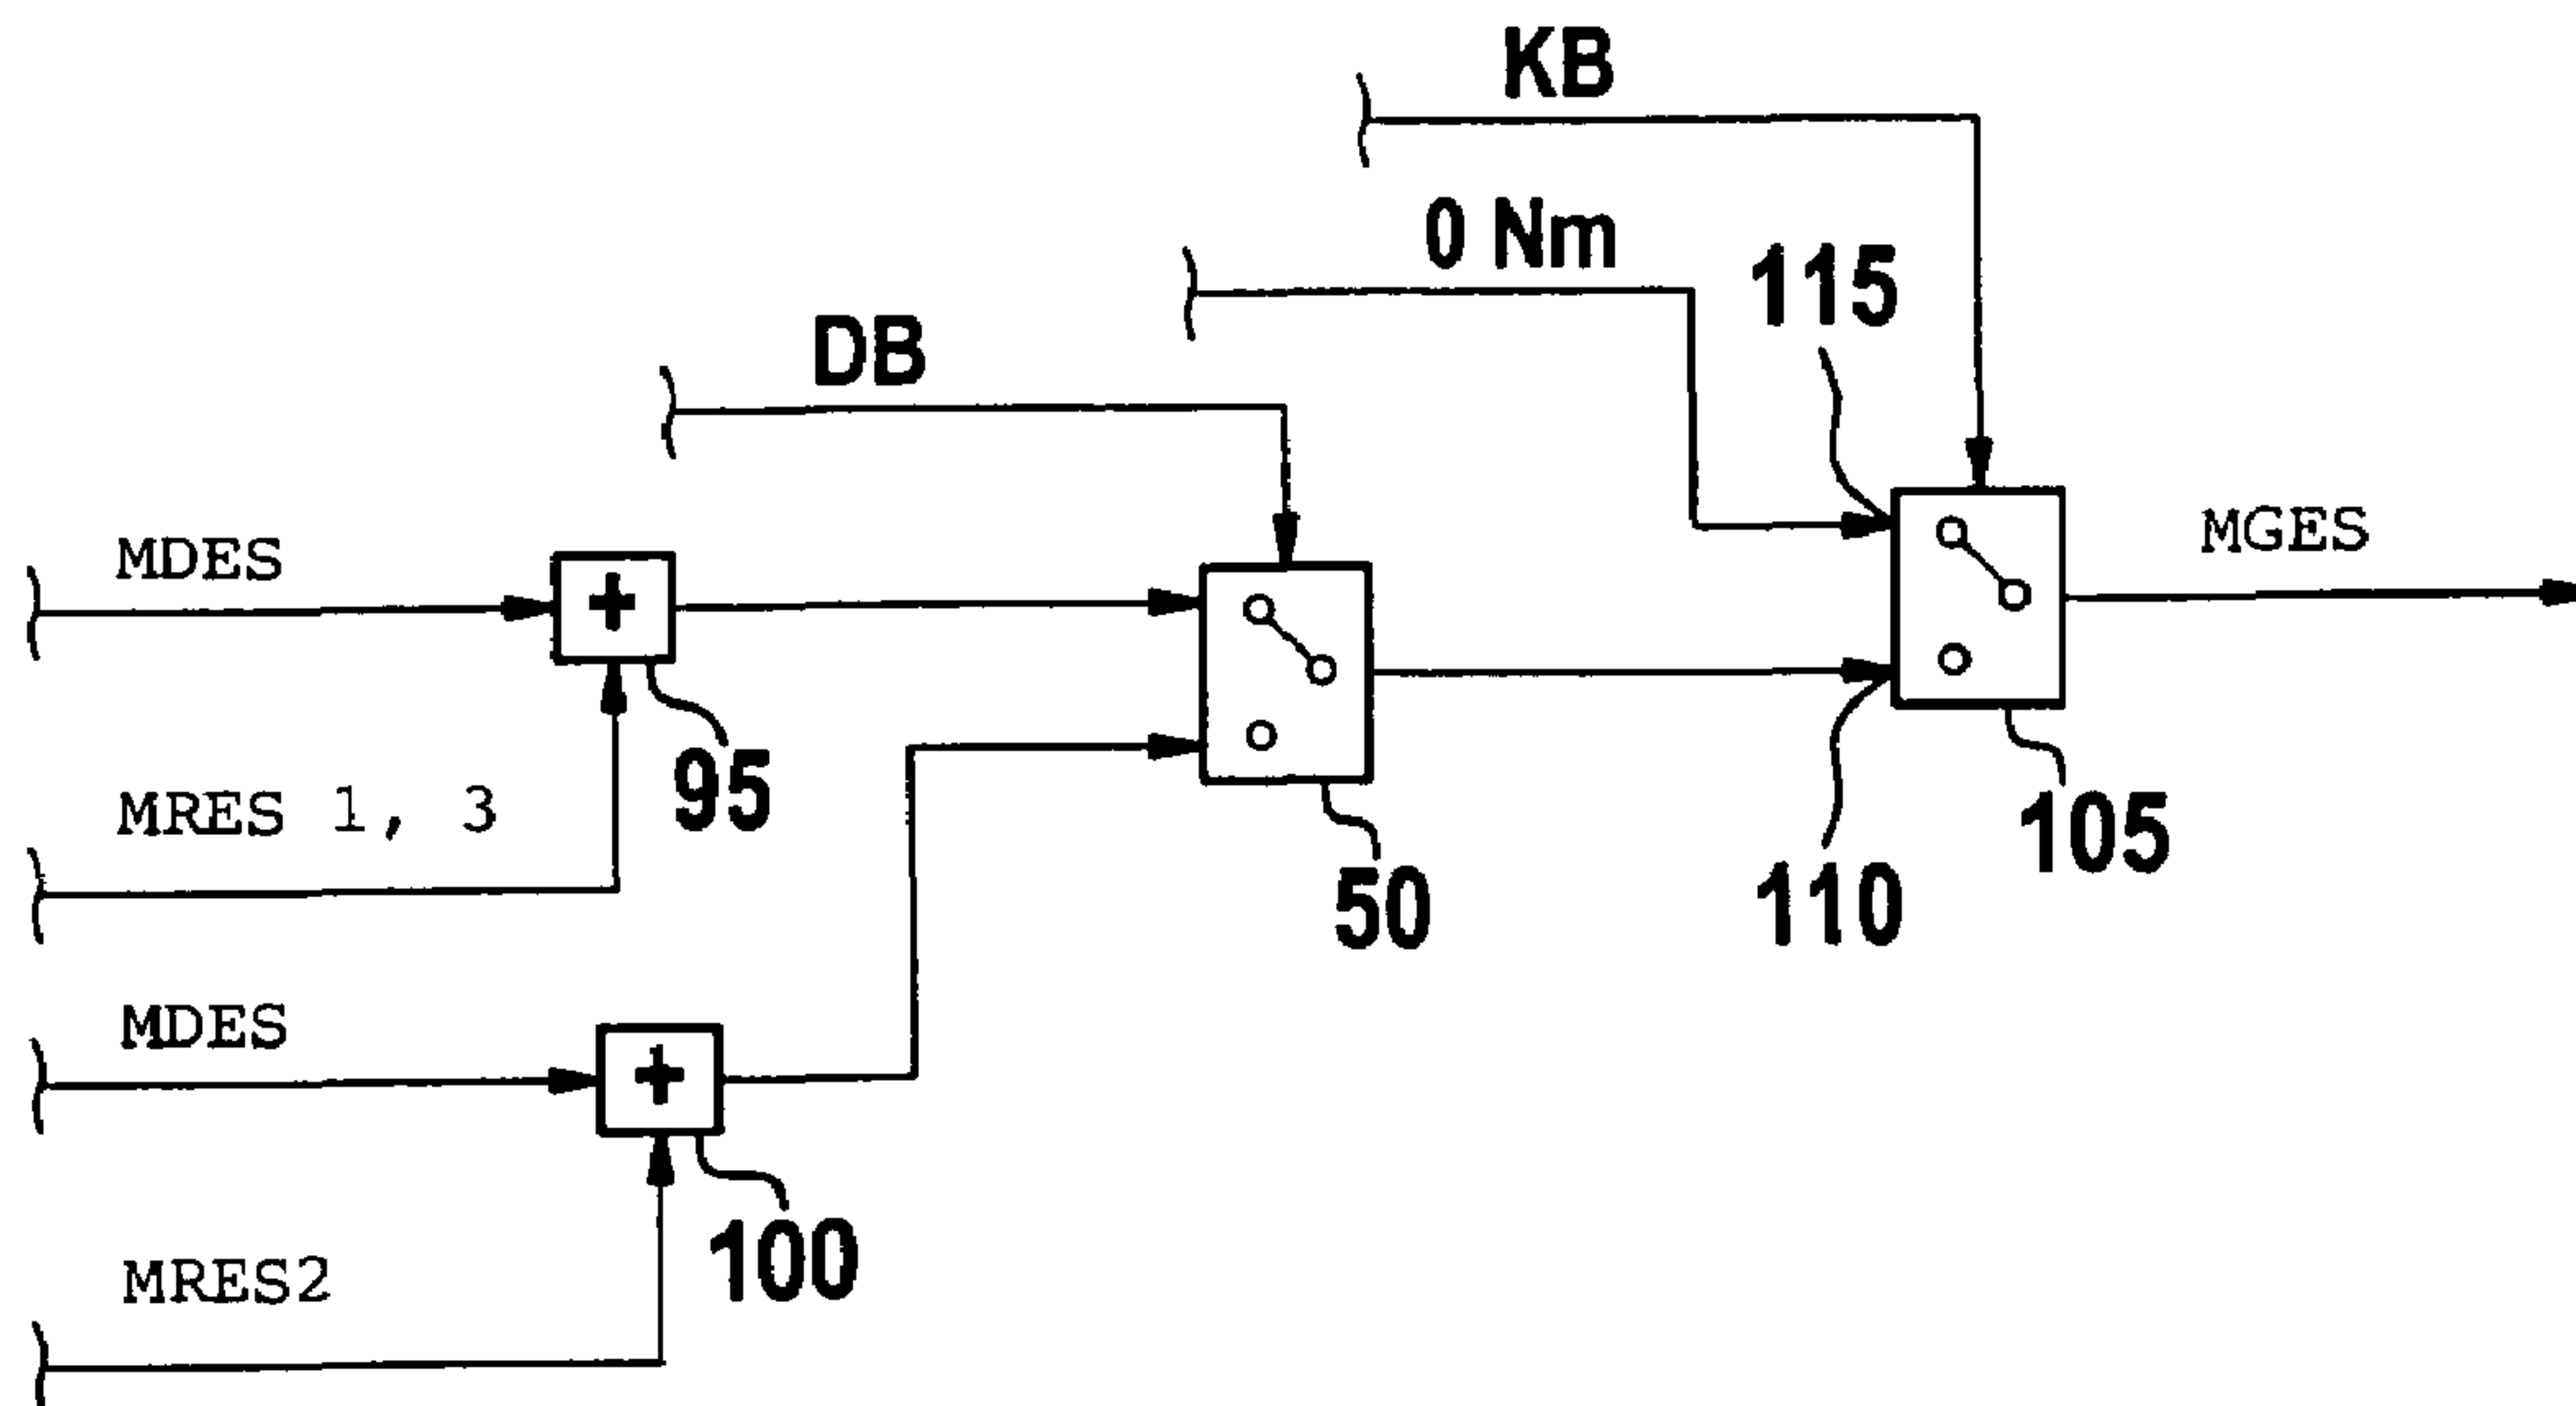 KB
0 Nm
115
DB
MDES
+
MGES
95
MRES 1, 3
105
50
110
MDES
+
100
MRES2